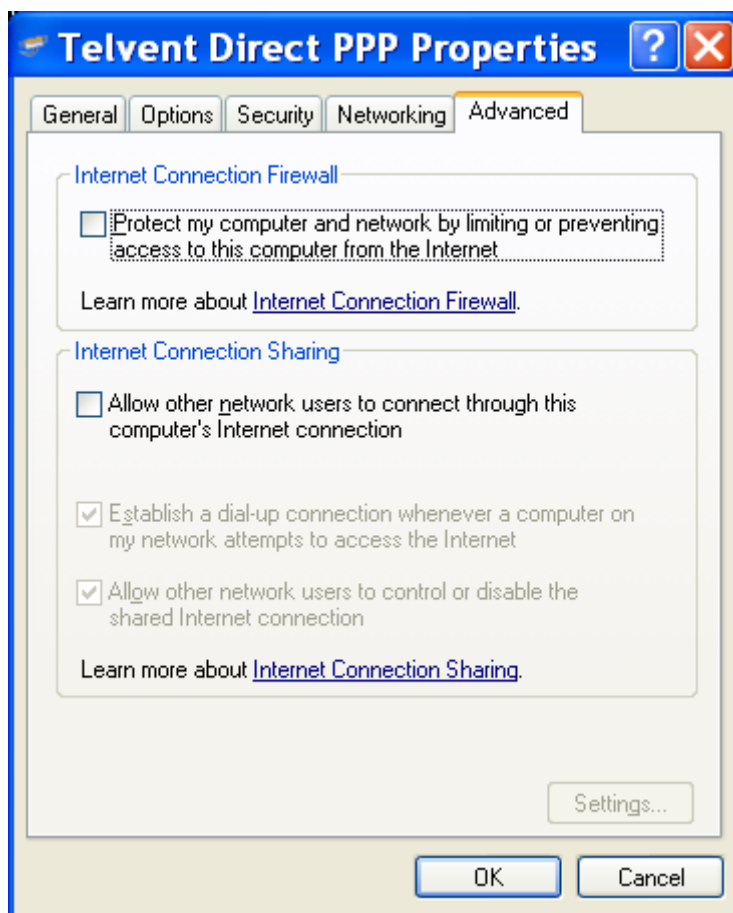 Telvent Direct PPP Properties
General Options Security Networking Advanced
Internet Connection Firewall
Protect my computer and network by limiting or preventing
access to this computer from the Internet
Learn more about Internet Connection Firewall.
Internet Connection Sharing
Allow other network users to connect through this
computer's Internet connection
Establish a dial-up connection whenever a computer on
my network attempts to access the Internet
Allow other network users to control or disable the
shared Internet connection
Learn more about Internet Connection Sharing.
Settings...
OK Cancel